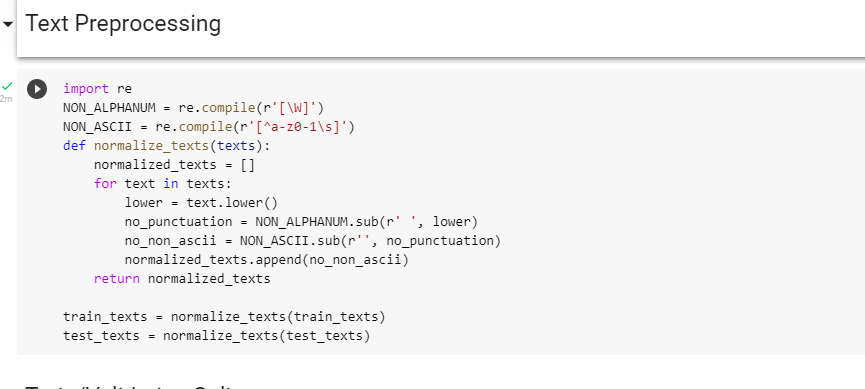 Text Preprocessing
2m
import re
NON_ALPHANUM = re.compile(r'[\W]')
NON_ASCII = re.compile(r'[^a-z0-1\s]')
def normalize_texts(texts):
    normalized_texts = []
    for text in texts:
        lower = text.lower()
        no_punctuation = NON_ALPHANUM.sub(r' ', lower)
        no_non_ascii = NON_ASCII.sub(r'', no_punctuation)
        normalized_texts.append(no_non_ascii)
    return normalized_texts
train_texts = normalize_texts(train_texts)
test_texts = normalize_texts(test_texts)